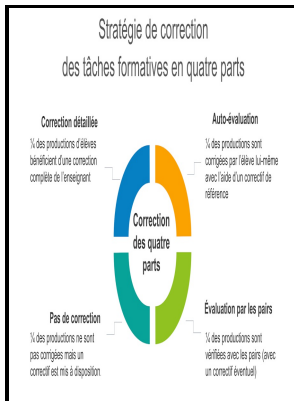 Stratégie de correction
des tâches formatives en quatre parts
Correction détaillée
¼ des productions d'élèves
bénéficient d'une correction
complète de l'enseignant
Auto-évaluation
¼ des productions sont
corrigées par l'élève lui-même
avec l'aide d'un correctif de
référence
Correction
des quatre
parts
Pas de correction
¼ des productions ne sont
pas corrigées mais un
correctif est mis à disposition.
Évaluation par les pairs
¼ des productions sont
vérifiées avec les pairs (avec
un correctif éventuel)